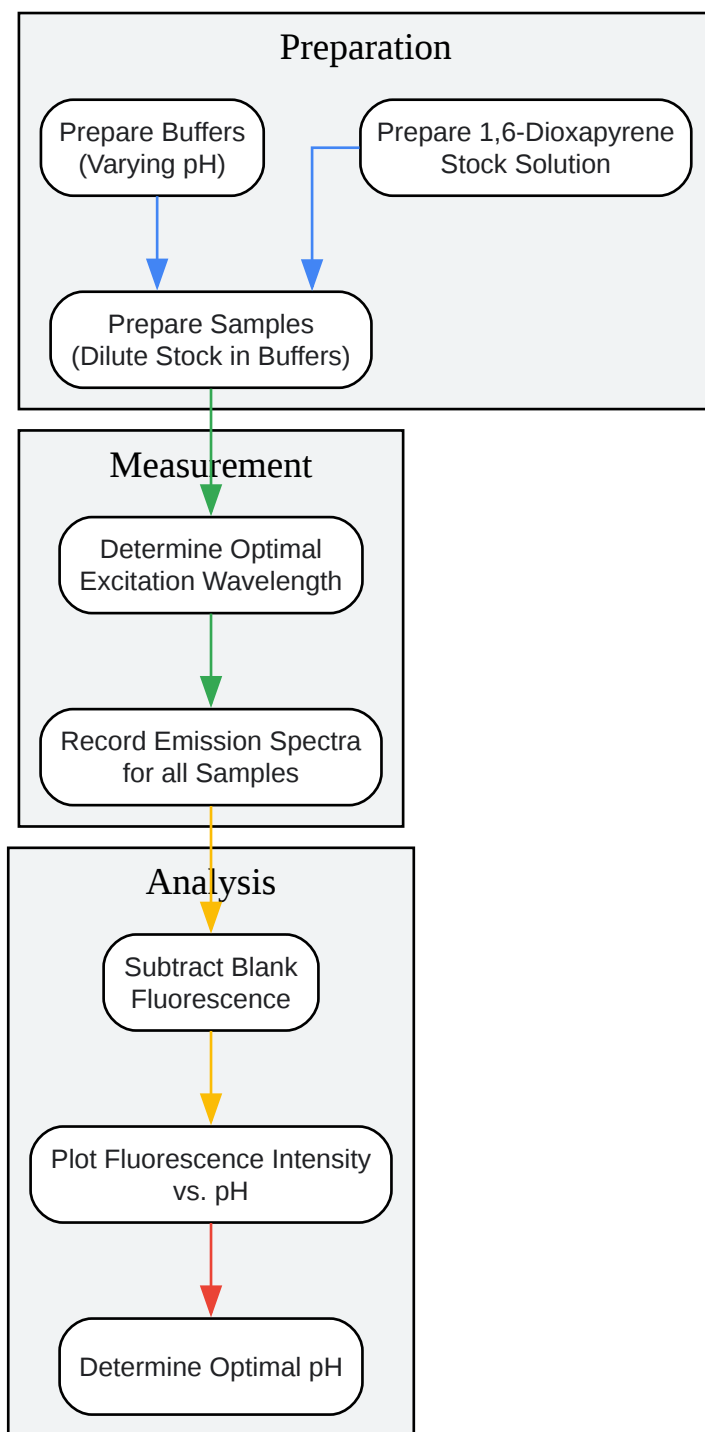 Preparation
Prepare Buffers
(Varying pH)
Prepare 1,6-Dioxapyrene
Stock Solution
Prepare Samples
(Dilute Stock in Buffers)
Measurement
Determine Optimal
Excitation Wavelength
Record Emission Spectra
for all Samples
Analysis
Subtract Blank
Fluorescence
Plot Fluorescence Intensity
vs. pH
Determine Optimal pH